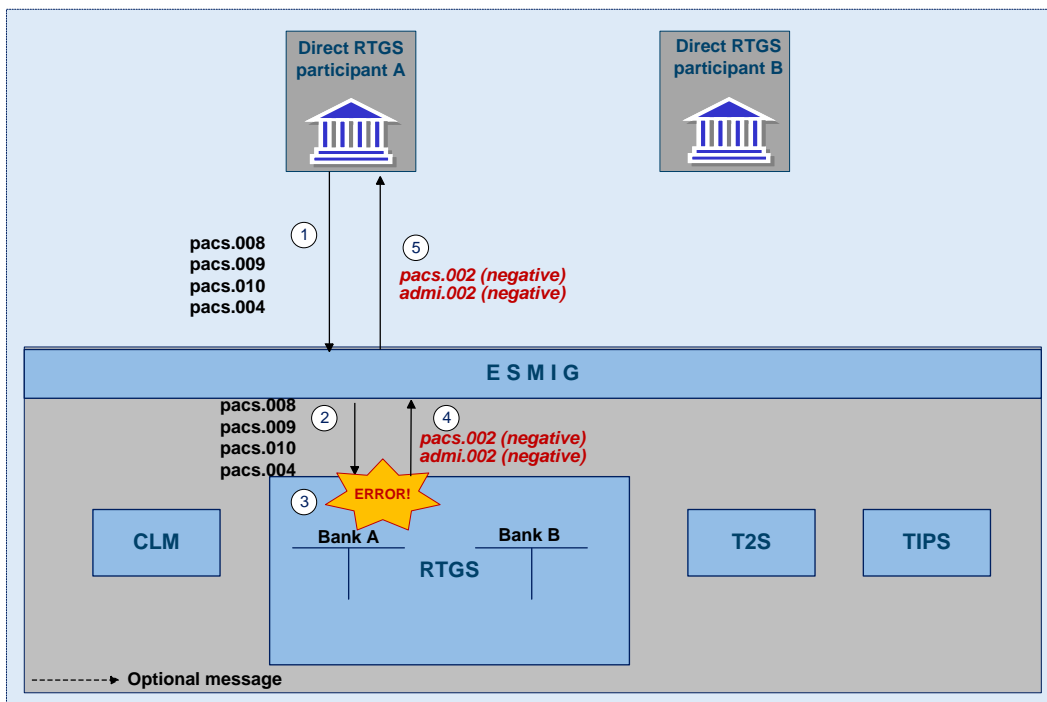 Direct RTGS
participant A
Direct RTGS
participant B
1
pacs.008
pacs.009
pacs.010
pacs.004
5
pacs.002 (negative)
admi.002 (negative)
E S M I G
pacs.008
pacs.009
pacs.010
pacs.004
2
4
pacs.002 (negative)
admi.002 (negative)
3
ERROR!
Bank A
Bank B
RTGS
CLM
T2S
TIPS
Optional message